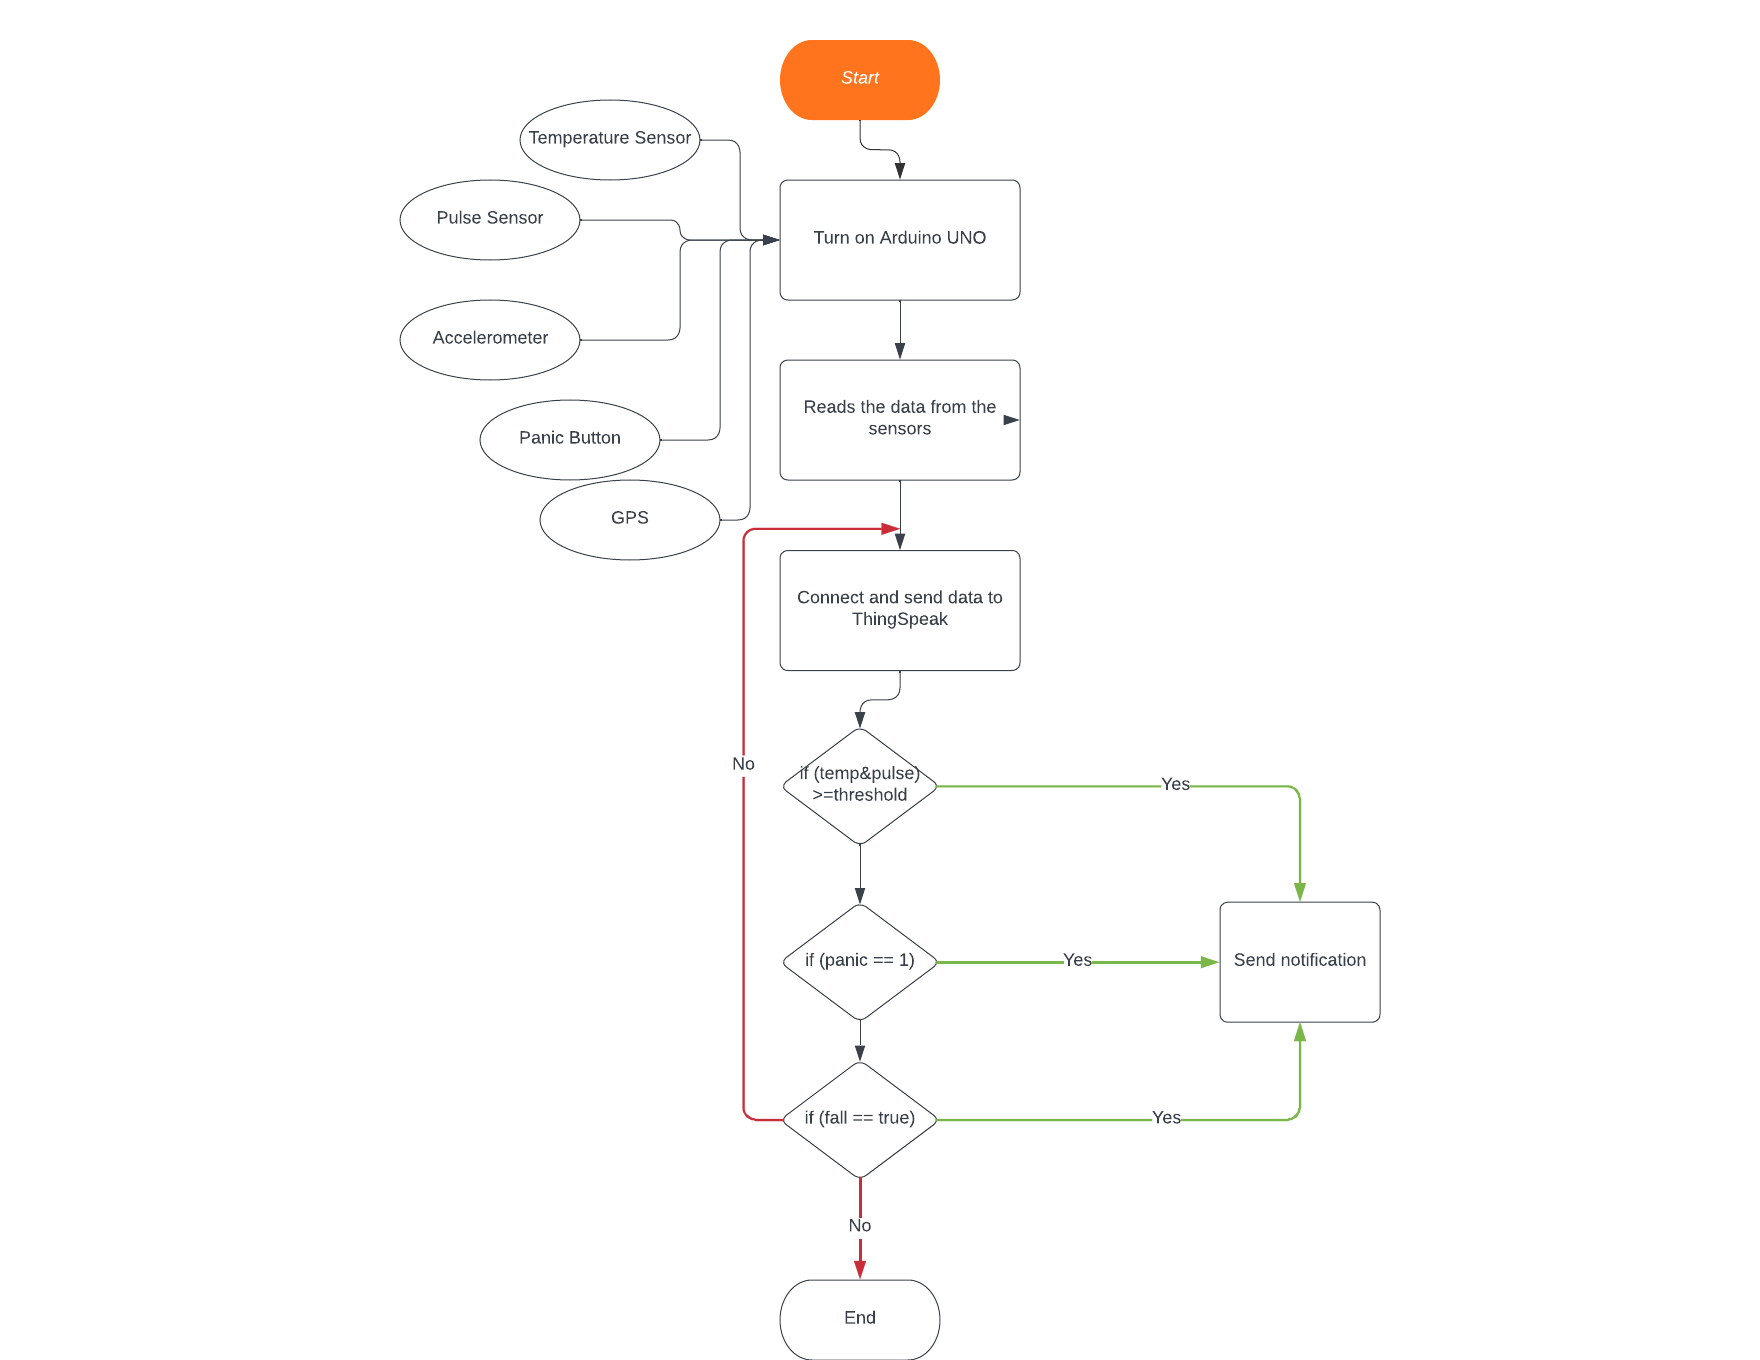 Start
Temperature Sensor
Pulse Sensor
Turn on Arduino UNO
Accelerometer
Reads the data from the
sensors
Panic Button
GPS
Connect and send data to
ThingSpeak
No
if (temp&pulse)
>=threshold
Yes
if (panic == 1)
Yes
Send notification
if (fall == true)
Yes
No
End